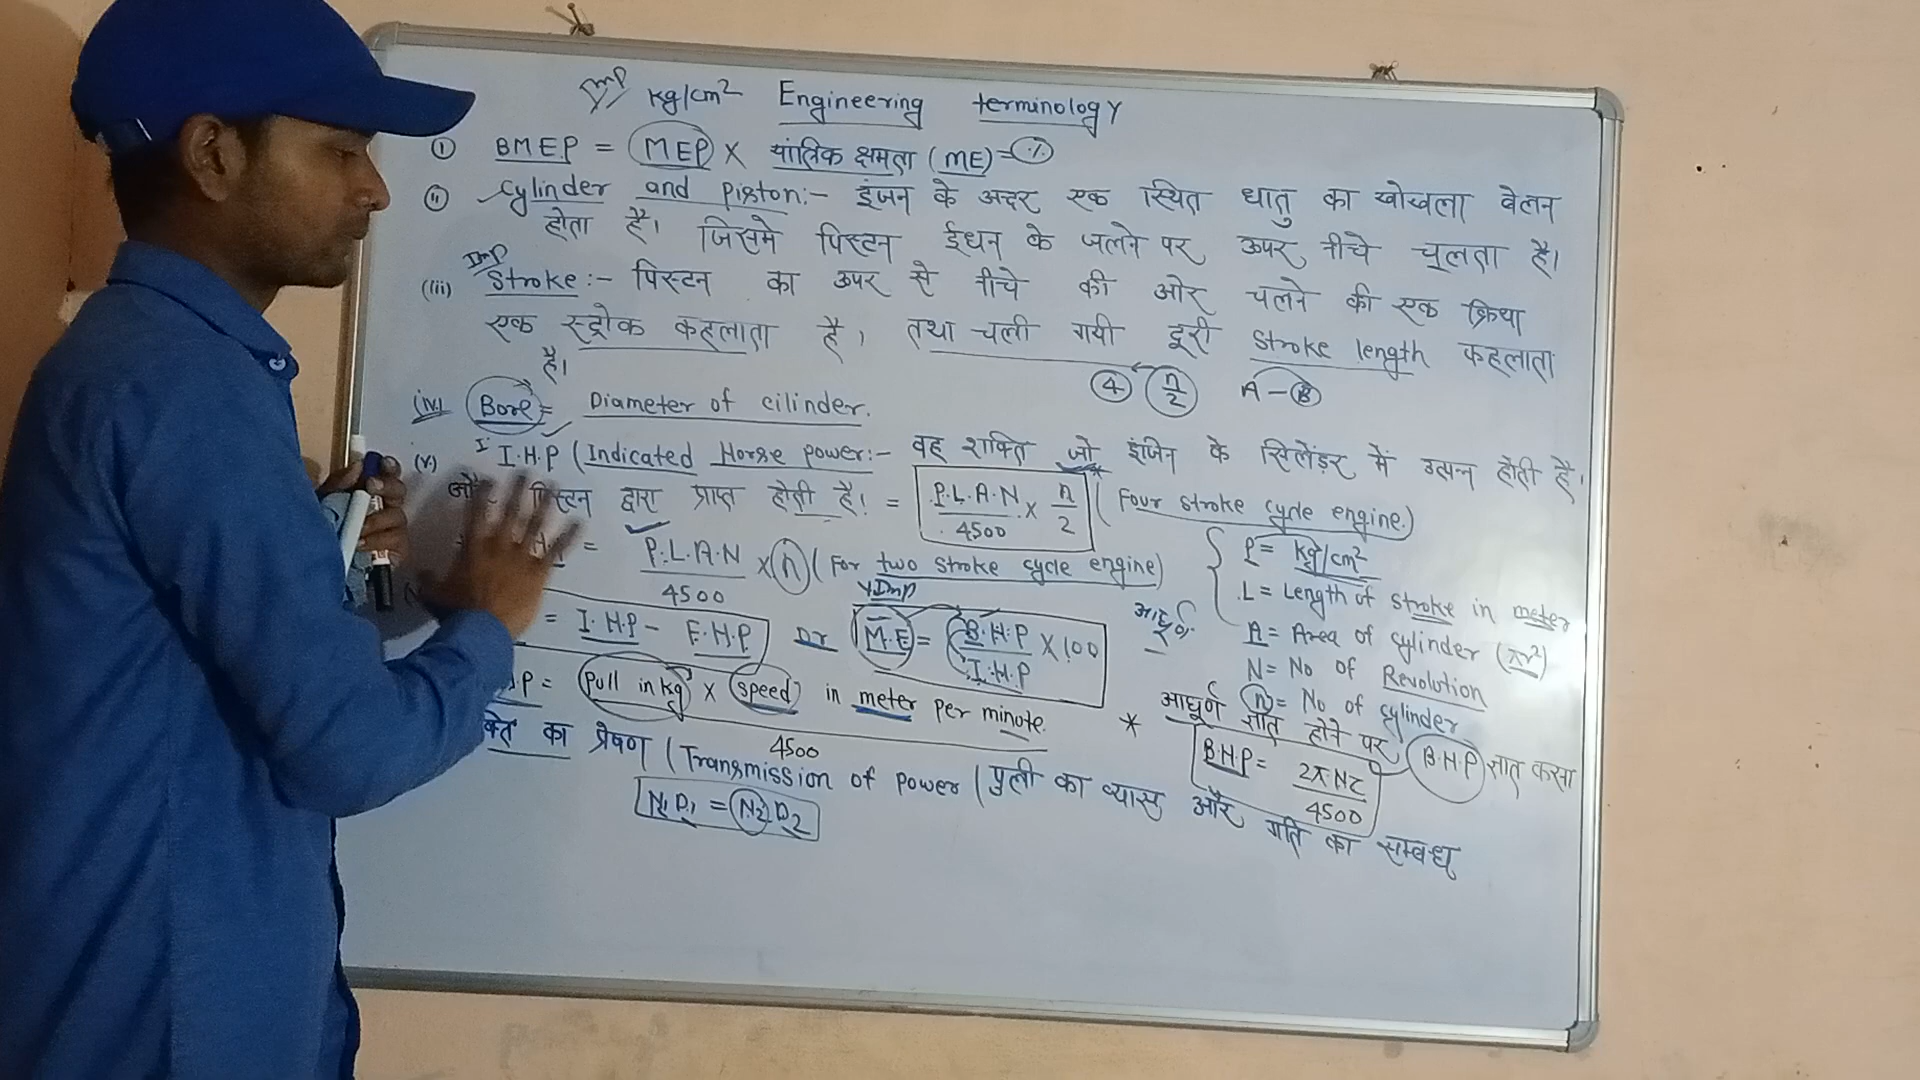 Imp kg/cm² Engineering terminology
(i) BMEP = MEP × यांत्रिक क्षमता (ME) = %
(ii) Cylinder and Piston:- इंजन के अन्दर एक स्थित धातु का खोखला बेलन
होता है। जिसमे पिस्टन ईधन के जलने पर ऊपर नीचे चलता है।
Imp
(iii) Stroke :- पिस्टन का ऊपर से नीचे की ओर चलने की एक क्रिया
एक स्ट्रोक कहलाता है। तथा चली गयी दूरी Stroke length कहलाता
है।
4 n/2 A - B
(iv) Bore = Diameter of cilinder.
(v) I.H.P (Indicated Horse power:- वह शक्ति जो इंजिन के सिलेंड़र में उत्पन्न होती है।
पिस्टन द्वारा प्राप्त होती है। = P.L.A.N/4500 × n/2 (Four stroke cycle engine.)
= P.L.A.N/4500 × n (For two stroke cycle engine)
P = kg/cm²
L = Length of stroke in meter
A = Area of cylinder (πr²)
N = No of Revolution
n = No of cylinder
VImp
= I.H.P - F.H.P Or M.E = B.H.P/I.H.P × 100
आघूर्ण
= Pull in kg × speed in meter per minute / 4500
* आघूर्ण ज्ञात होने पर B.H.P ज्ञात करना
B.H.P = 2πNτ/4500
का प्रेषण (Transmission of power (पुली का व्यास और गति का सम्बन्ध
N₁D₁ = N₂D₂